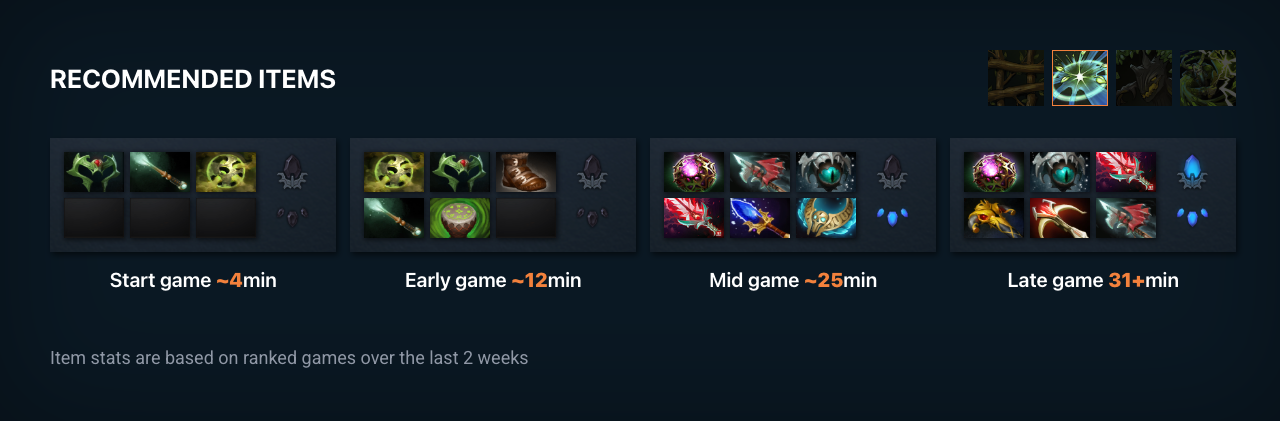 RECOMMENDED ITEMS
Start game ~4min
Early game ~12min
Mid game ~25min
Late game 31+min
Item stats are based on ranked games over the last 2 weeks